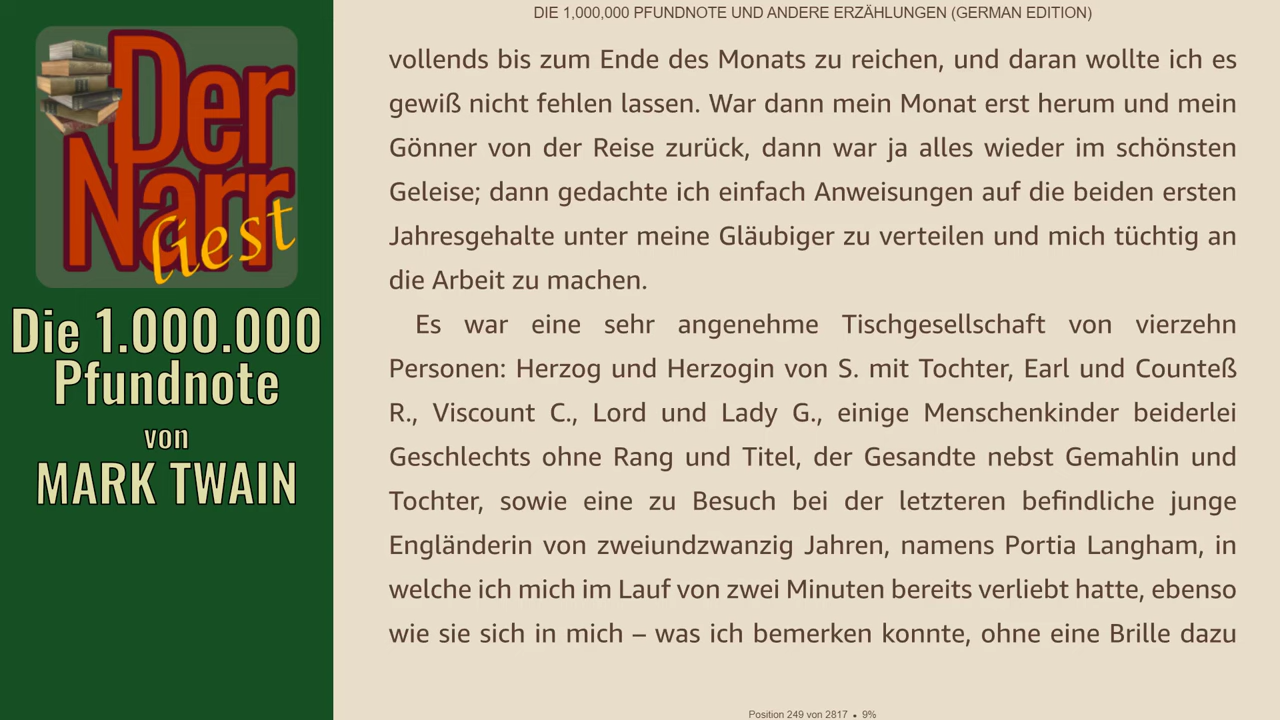 Der
Narr
liest
Die 1.000.000
Pfundnote
von
MARK TWAIN
DIE 1,000,000 PFUNDNOTE UND ANDERE ERZÄHLUNGEN (GERMAN EDITION)
vollends bis zum Ende des Monats zu reichen, und daran wollte ich es
gewiß nicht fehlen lassen. War dann mein Monat erst herum und mein
Gönner von der Reise zurück, dann war ja alles wieder im schönsten
Geleise; dann gedachte ich einfach Anweisungen auf die beiden ersten
Jahresgehalte unter meine Gläubiger zu verteilen und mich tüchtig an
die Arbeit zu machen.
Es war eine sehr angenehme Tischgesellschaft von vierzehn
Personen: Herzog und Herzogin von S. mit Tochter, Earl und Counteß
R., Viscount C., Lord und Lady G., einige Menschenkinder beiderlei
Geschlechts ohne Rang und Titel, der Gesandte nebst Gemahlin und
Tochter, sowie eine zu Besuch bei der letzteren befindliche junge
Engländerin von zweiundzwanzig Jahren, namens Portia Langham, in
welche ich mich im Lauf von zwei Minuten bereits verliebt hatte, ebenso
wie sie sich in mich – was ich bemerken konnte, ohne eine Brille dazu
Position 249 von 2817 • 9%